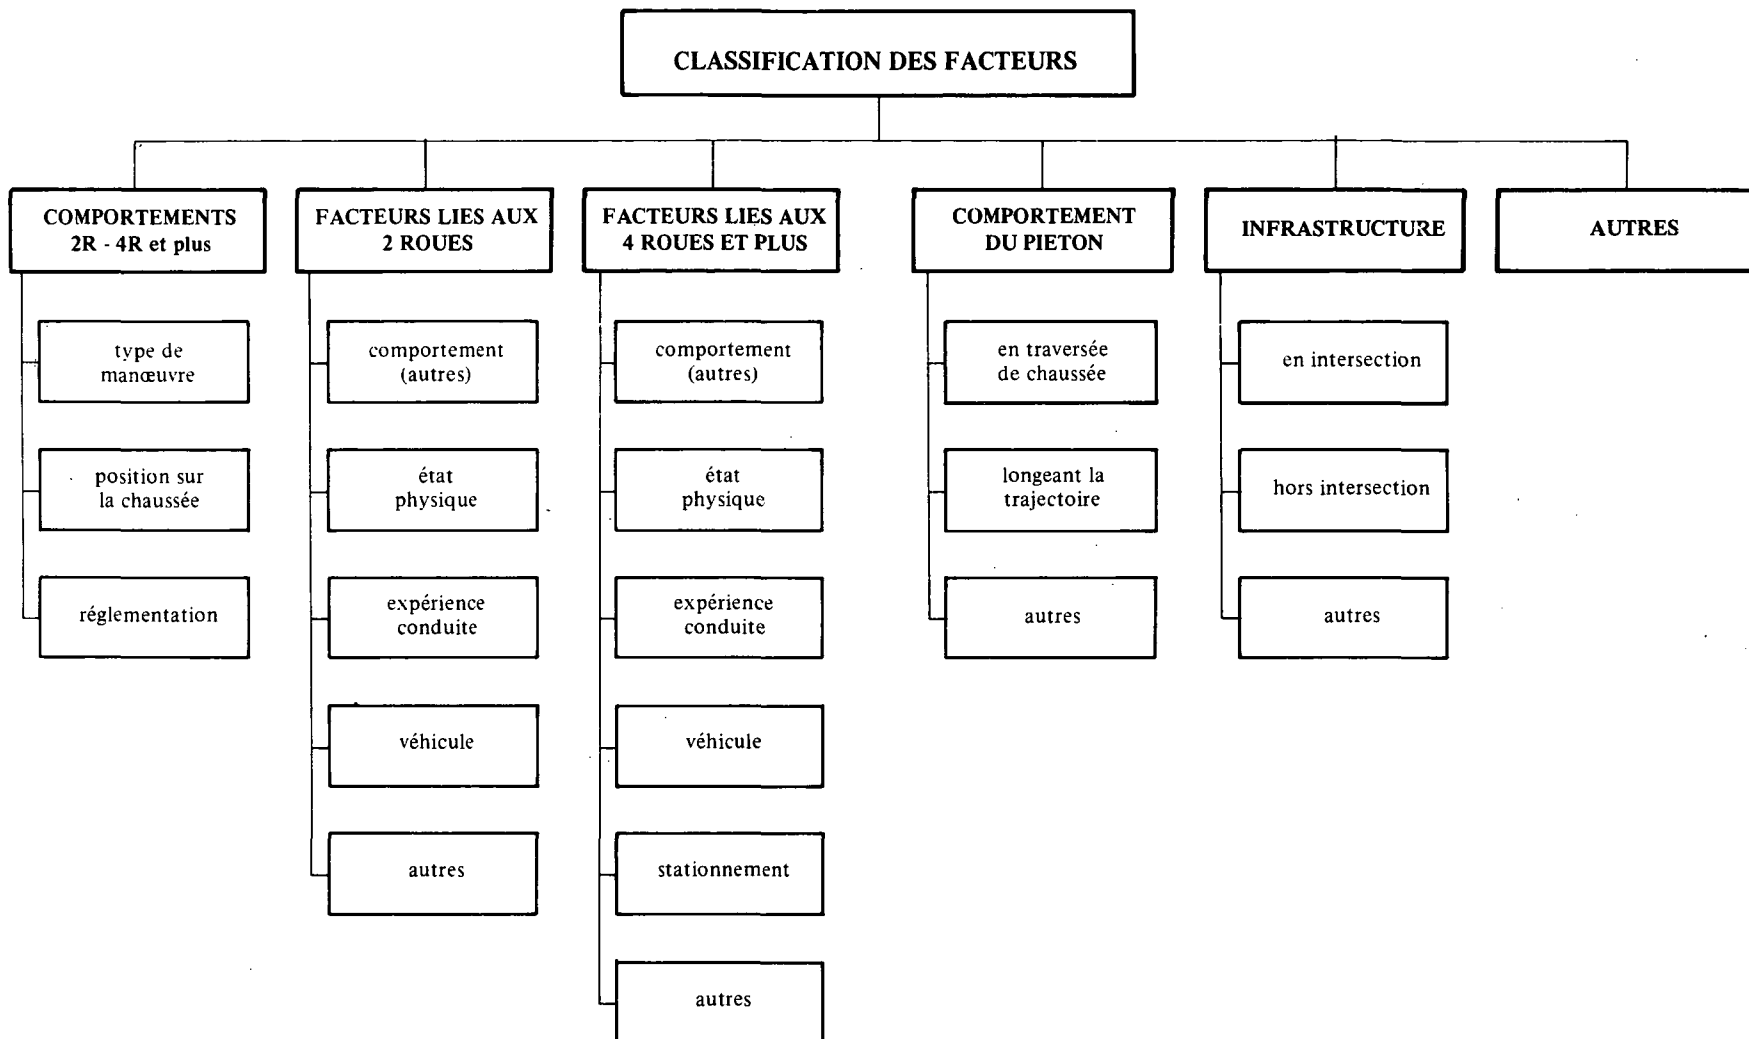 CLASSIFICATION DES FACTEURS
COMPORTEMENTS
2R - 4R et plus
type de
manœuvre
position sur
la chaussée
réglementation
FACTEURS LIES AUX
2 ROUES
comportement
(autres)
état
physique
expérience
conduite
véhicule
autres
FACTEURS LIES AUX
4 ROUES ET PLUS
comportement
(autres)
état
physique
expérience
conduite
véhicule
stationnement
autres
COMPORTEMENT
DU PIETON
en traversée
de chaussée
longeant la
trajectoire
autres
INFRASTRUCTURE
en intersection
hors intersection
autres
AUTRES